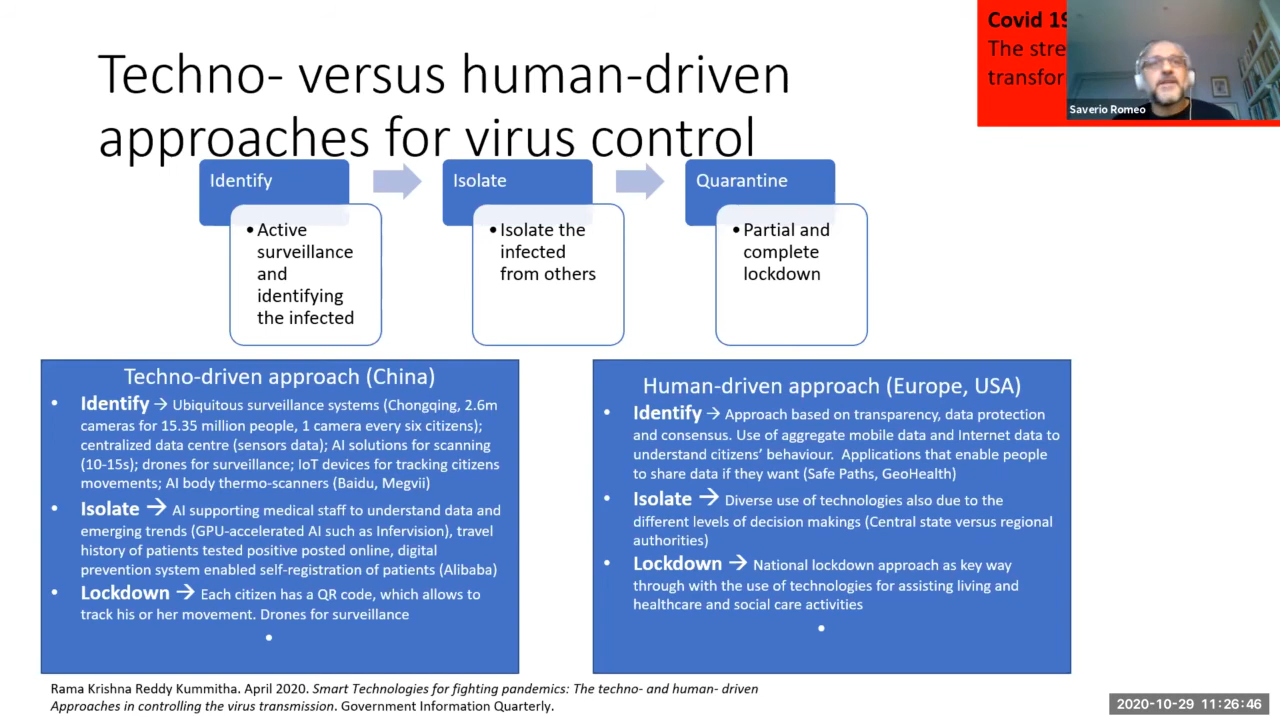 Techno- versus human-driven
approaches for virus control
Covid 19
The stre
transfor
Saverio Romeo
Identify
• Active
surveillance
and
identifying
the infected
Isolate
• Isolate the
infected
from others
Quarantine
• Partial and
complete
lockdown
Techno-driven approach (China)
• Identify → Ubiquitous surveillance systems (Chongqing, 2.6m
cameras for 15.35 million people, 1 camera every six citizens);
centralized data centre (sensors data); AI solutions for scanning
(10-15s); drones for surveillance; IoT devices for tracking citizens
movements; AI body thermo-scanners (Baidu, Megvii)
• Isolate → AI supporting medical staff to understand data and
emerging trends (GPU-accelerated AI such as Infervision), travel
history of patients tested positive posted online, digital
prevention system enabled self-registration of patients (Alibaba)
• Lockdown → Each citizen has a QR code, which allows to
track his or her movement. Drones for surveillance
•
Human-driven approach (Europe, USA)
• Identify → Approach based on transparency, data protection
and consensus. Use of aggregate mobile data and Internet data to
understand citizens’ behaviour. Applications that enable people
to share data if they want (Safe Paths, GeoHealth)
• Isolate → Diverse use of technologies also due to the
different levels of decision makings (Central state versus regional
authorities)
• Lockdown → National lockdown approach as key way
through with the use of technologies for assisting living and
healthcare and social care activities
•
Rama Krishna Reddy Kummitha. April 2020. Smart Technologies for fighting pandemics: The techno- and human- driven
Approaches in controlling the virus transmission. Government Information Quarterly.
2020-10-29 11:26:46